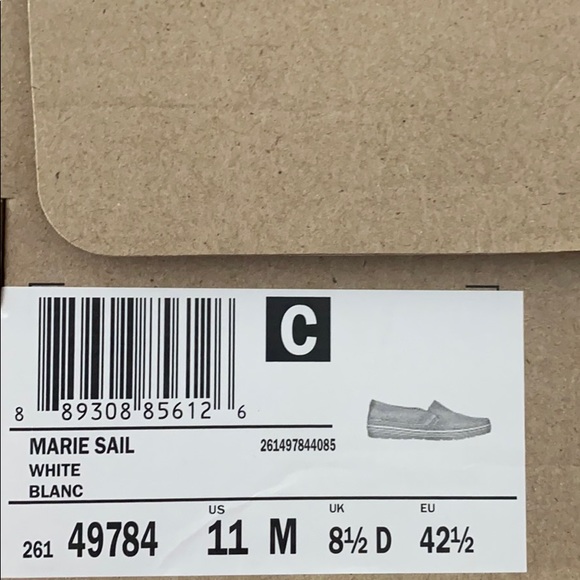 C
8 89308 85612 6
MARIE SAIL 261497844085
WHITE
BLANC
US UK EU
261 49784 11 M 8½ D 42½